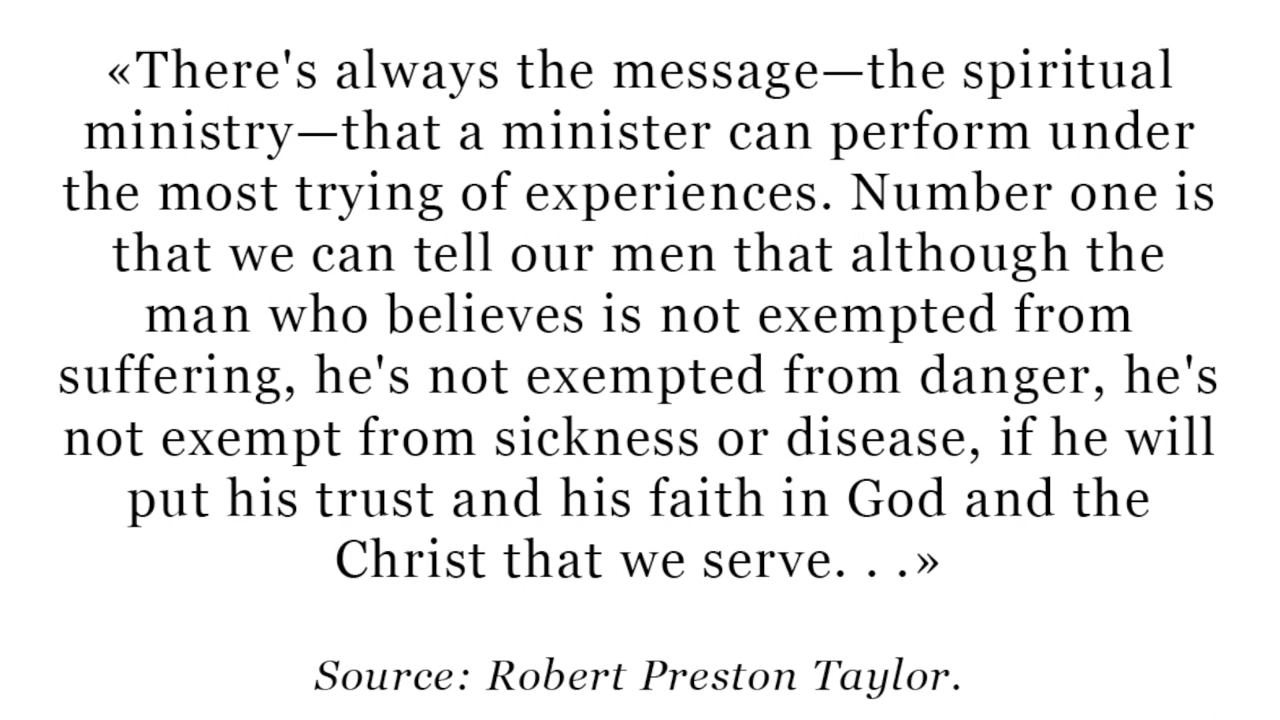 «There's always the message—the spiritual
ministry—that a minister can perform under
the most trying of experiences. Number one is
that we can tell our men that although the
man who believes is not exempted from
suffering, he's not exempted from danger, he's
not exempt from sickness or disease, if he will
put his trust and his faith in God and the
Christ that we serve. . .»
Source: Robert Preston Taylor.